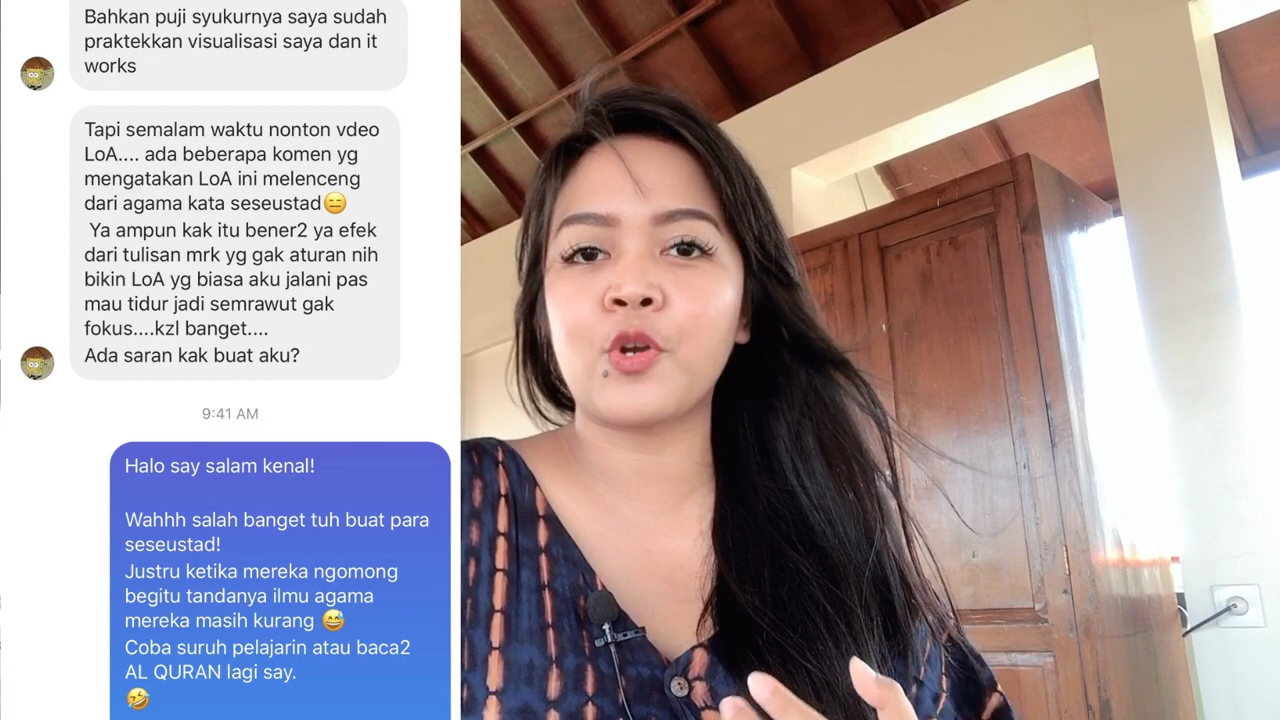 Bahkan puji syukurnya saya sudah
praktekkan visualisasi saya dan it
works
Tapi semalam waktu nonton vdeo
LoA.... ada beberapa komen yg
mengatakan LoA ini melenceng
dari agama kata seseustad😑
Ya ampun kak itu bener2 ya efek
dari tulisan mrk yg gak aturan nih
bikin LoA yg biasa aku jalani pas
mau tidur jadi semrawut gak
fokus....kzl banget....
Ada saran kak buat aku?
9:41 AM
Halo say salam kenal!
Wahhh salah banget tuh buat para
seseustad!
Justru ketika mereka ngomong
begitu tandanya ilmu agama
mereka masih kurang 😅
Coba suruh pelajarin atau baca2
AL QURAN lagi say.
🤣